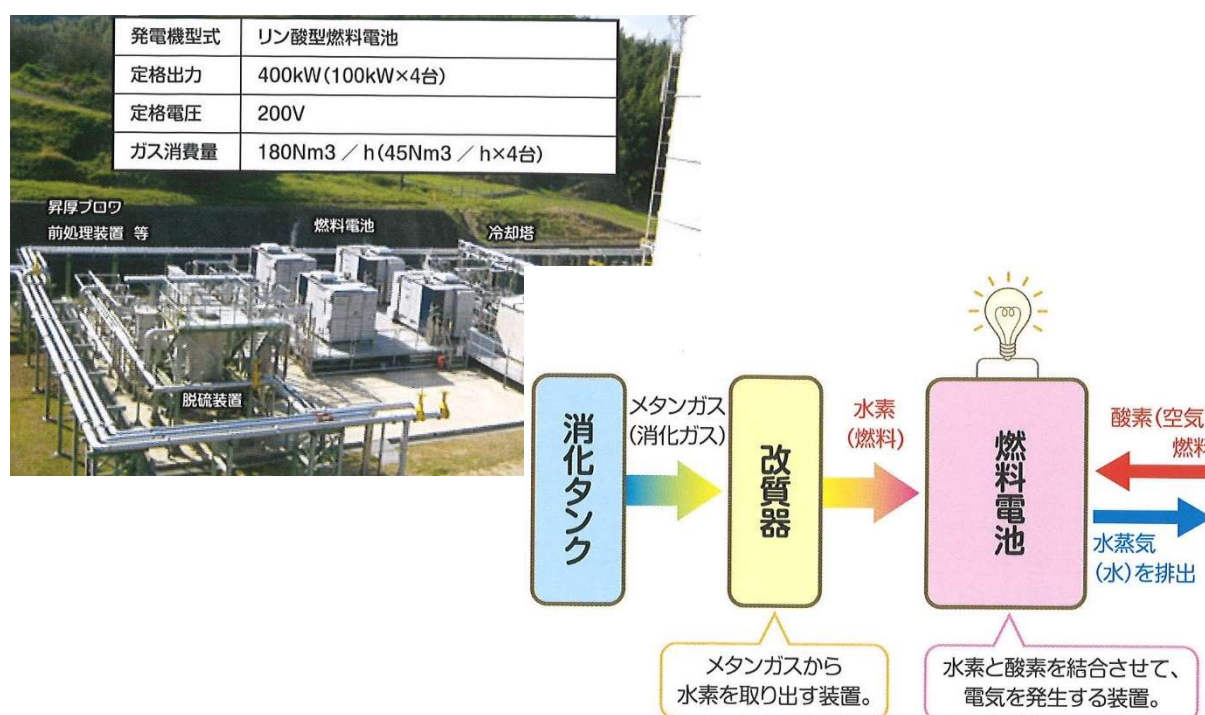 発電機型式 リン酸型燃料電池
定格出力 400kW(100kW×4台)
定格電圧 200V
ガス消費量 180Nm3 / h(45Nm3 / h×4台)
昇厚ブロワ
前処理装置 等
燃料電池
冷却塔
脱硫装置
消化タンク
メタンガス
(消化ガス)
改質器
水素
(燃料)
燃料電池
酸素(空気
燃料
水蒸気
(水)を排出
メタンガスから
水素を取り出す装置。
水素と酸素を結合させて、
電気を発生する装置。